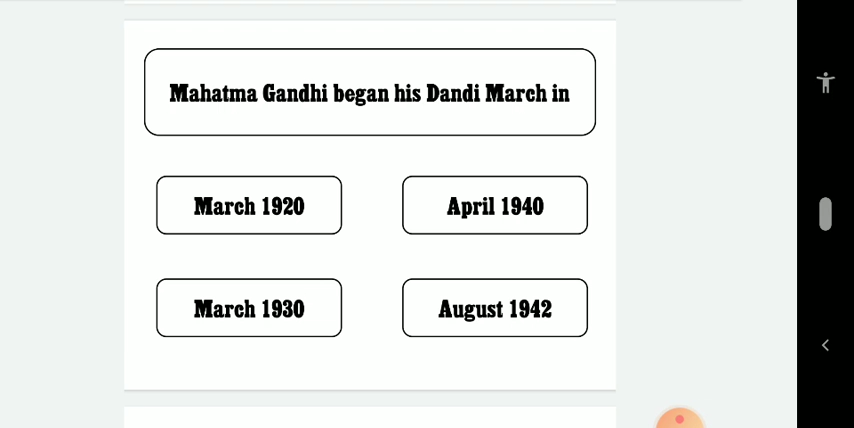 Mahatma Gandhi began his Dandi March in
March 1920
April 1940
March 1930
August 1942